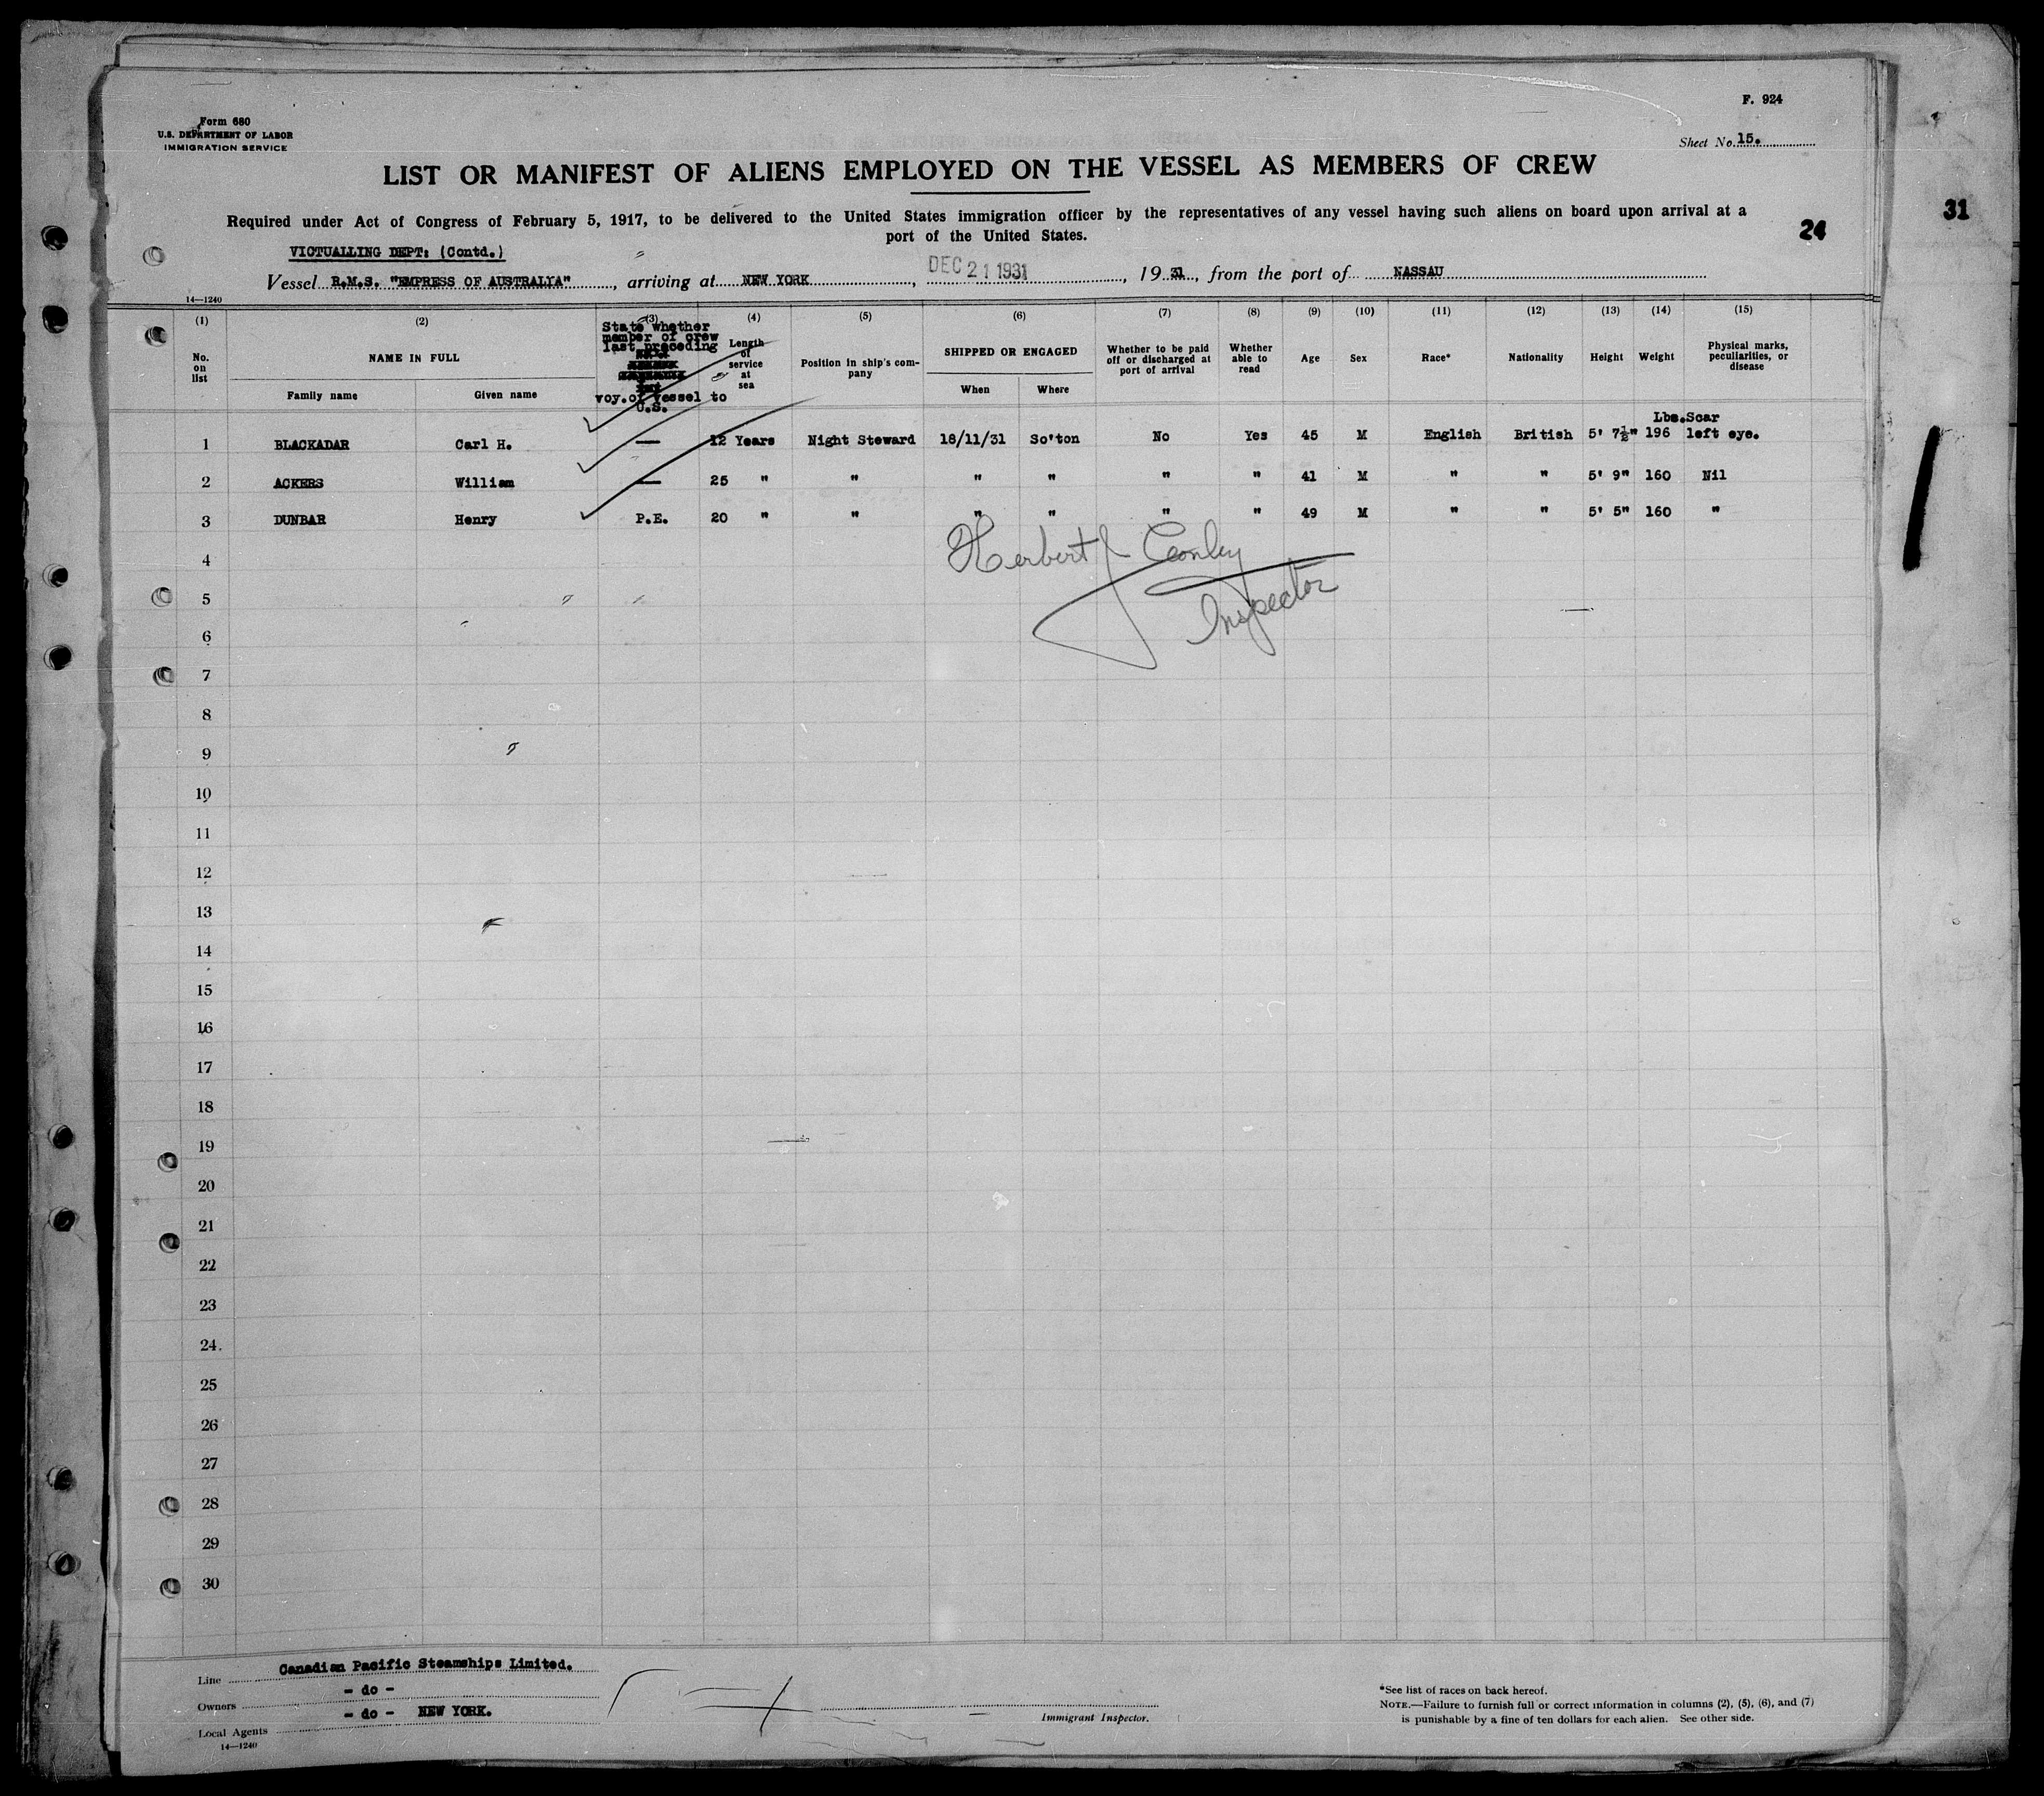 F. 924
Form 680
U.S. DEPARTMENT OF LABOR
IMMIGRATION SERVICE
Sheet No. 15.
LIST OR MANIFEST OF ALIENS EMPLOYED ON THE VESSEL AS MEMBERS OF CREW
Required under Act of Congress of February 5, 1917, to be delivered to the United States immigration officer by the representatives of any vessel having such aliens on board upon arrival at a
port of the United States.
31
24
VICTUALLING DEPT: (Contd.)
Vessel R.M.S. "EMPRESS OF AUSTRALIA", arriving at NEW YORK, DEC 21 1931, 19 31, from the port of NASSAU
14—1240
(1) (2) (3) (4) (5) (6) (7) (8) (9) (10) (11) (12) (13) (14) (15)
No. on list
NAME IN FULL
Family name
Given name
State whether member of crew last preceding voy. of vessel to U.S.
Length of service at sea
Position in ship's company
SHIPPED OR ENGAGED
When
Where
Whether to be paid off or discharged at port of arrival
Whether able to read
Age
Sex
Race*
Nationality
Height
Weight
Physical marks, peculiarities, or disease
Lbs. Scar
1 BLACKADAR Carl H. — 12 Years Night Steward 18/11/31 So'ton No Yes 45 M English British 5' 7½" 196 left eye.
2 ACKERS William — 25 " " " " " " 41 M " " 5' 9" 160 Nil
3 DUNBAR Henry P.E. 20 " " " " " " 49 M " " 5' 5" 160 "
Herbert J Conley
Inspector
4
5
6
7
8
9
10
11
12
13
14
15
16
17
18
19
20
21
22
23
24
25
26
27
28
29
30
Line Canadian Pacific Steamships Limited.
Owners - do -
Local Agents - do - NEW YORK.
14—1240
Immigrant Inspector.
*See list of races on back hereof.
NOTE.—Failure to furnish full or correct information in columns (2), (5), (6), and (7)
is punishable by a fine of ten dollars for each alien. See other side.